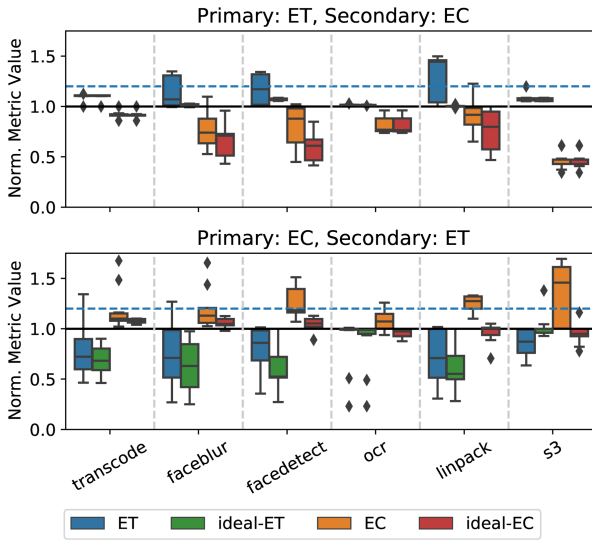 Primary: ET, Secondary: EC
Norm. Metric Value
1.5
1.0
0.5
0.0
Primary: EC, Secondary: ET
Norm. Metric Value
1.5
1.0
0.5
0.0
transcode faceblur facedetect ocr linpack s3
ET ideal-ET EC ideal-EC